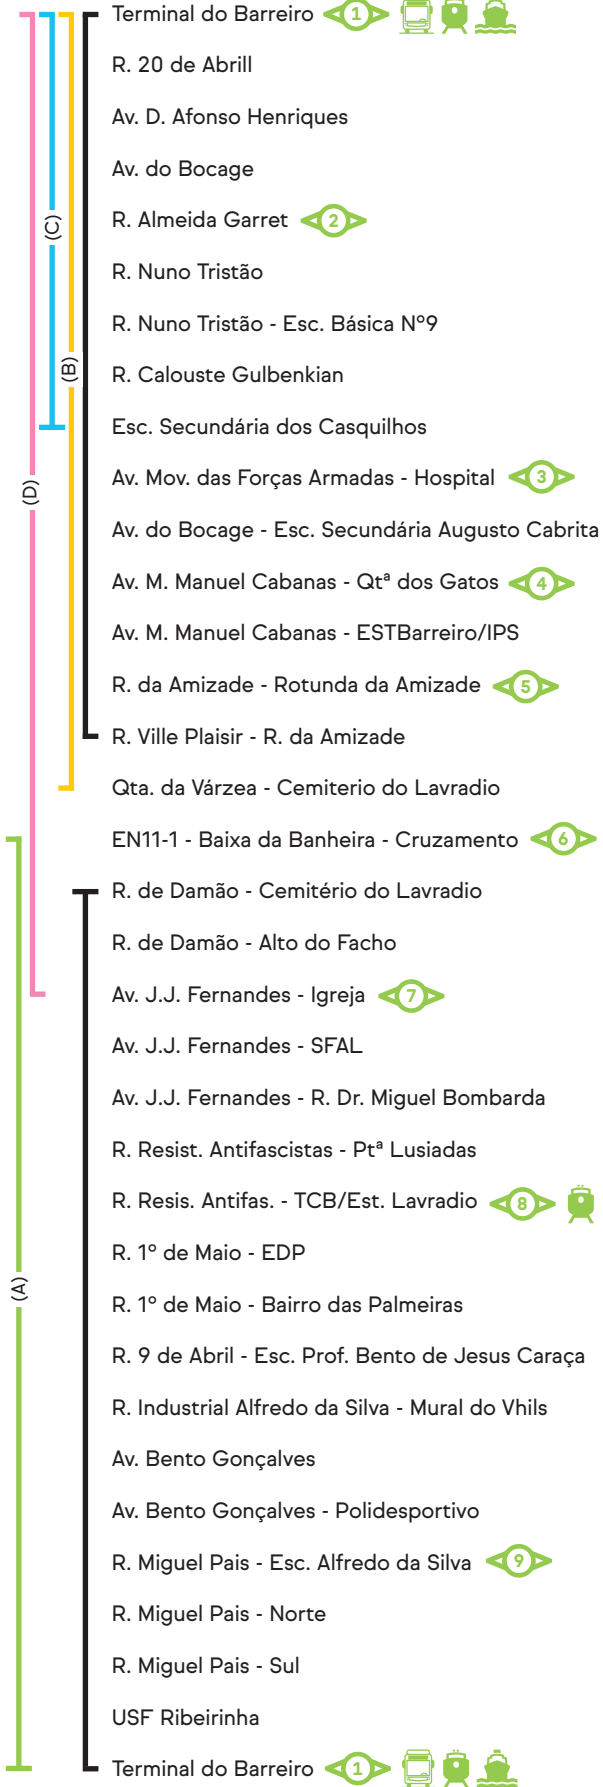 Terminal do Barreiro 1
R. 20 de Abrill
Av. D. Afonso Henriques
Av. do Bocage
R. Almeida Garret 2
(C)
R. Nuno Tristão
R. Nuno Tristão - Esc. Básica Nº9
R. Calouste Gulbenkian
(B)
Esc. Secundária dos Casquilhos
Av. Mov. das Forças Armadas - Hospital 3
(D)
Av. do Bocage - Esc. Secundária Augusto Cabrita
Av. M. Manuel Cabanas - Qtª dos Gatos 4
Av. M. Manuel Cabanas - ESTBarreiro/IPS
R. da Amizade - Rotunda da Amizade 5
R. Ville Plaisir - R. da Amizade
Qta. da Várzea - Cemiterio do Lavradio
EN11-1 - Baixa da Banheira - Cruzamento 6
R. de Damão - Cemitério do Lavradio
R. de Damão - Alto do Facho
Av. J.J. Fernandes - Igreja 7
Av. J.J. Fernandes - SFAL
Av. J.J. Fernandes - R. Dr. Miguel Bombarda
R. Resist. Antifascistas - Ptª Lusiadas
R. Resis. Antifas. - TCB/Est. Lavradio 8
R. 1º de Maio - EDP
(A)
R. 1º de Maio - Bairro das Palmeiras
R. 9 de Abril - Esc. Prof. Bento de Jesus Caraça
R. Industrial Alfredo da Silva - Mural do Vhils
Av. Bento Gonçalves
Av. Bento Gonçalves - Polidesportivo
R. Miguel Pais - Esc. Alfredo da Silva 9
R. Miguel Pais - Norte
R. Miguel Pais - Sul
USF Ribeirinha
Terminal do Barreiro 1